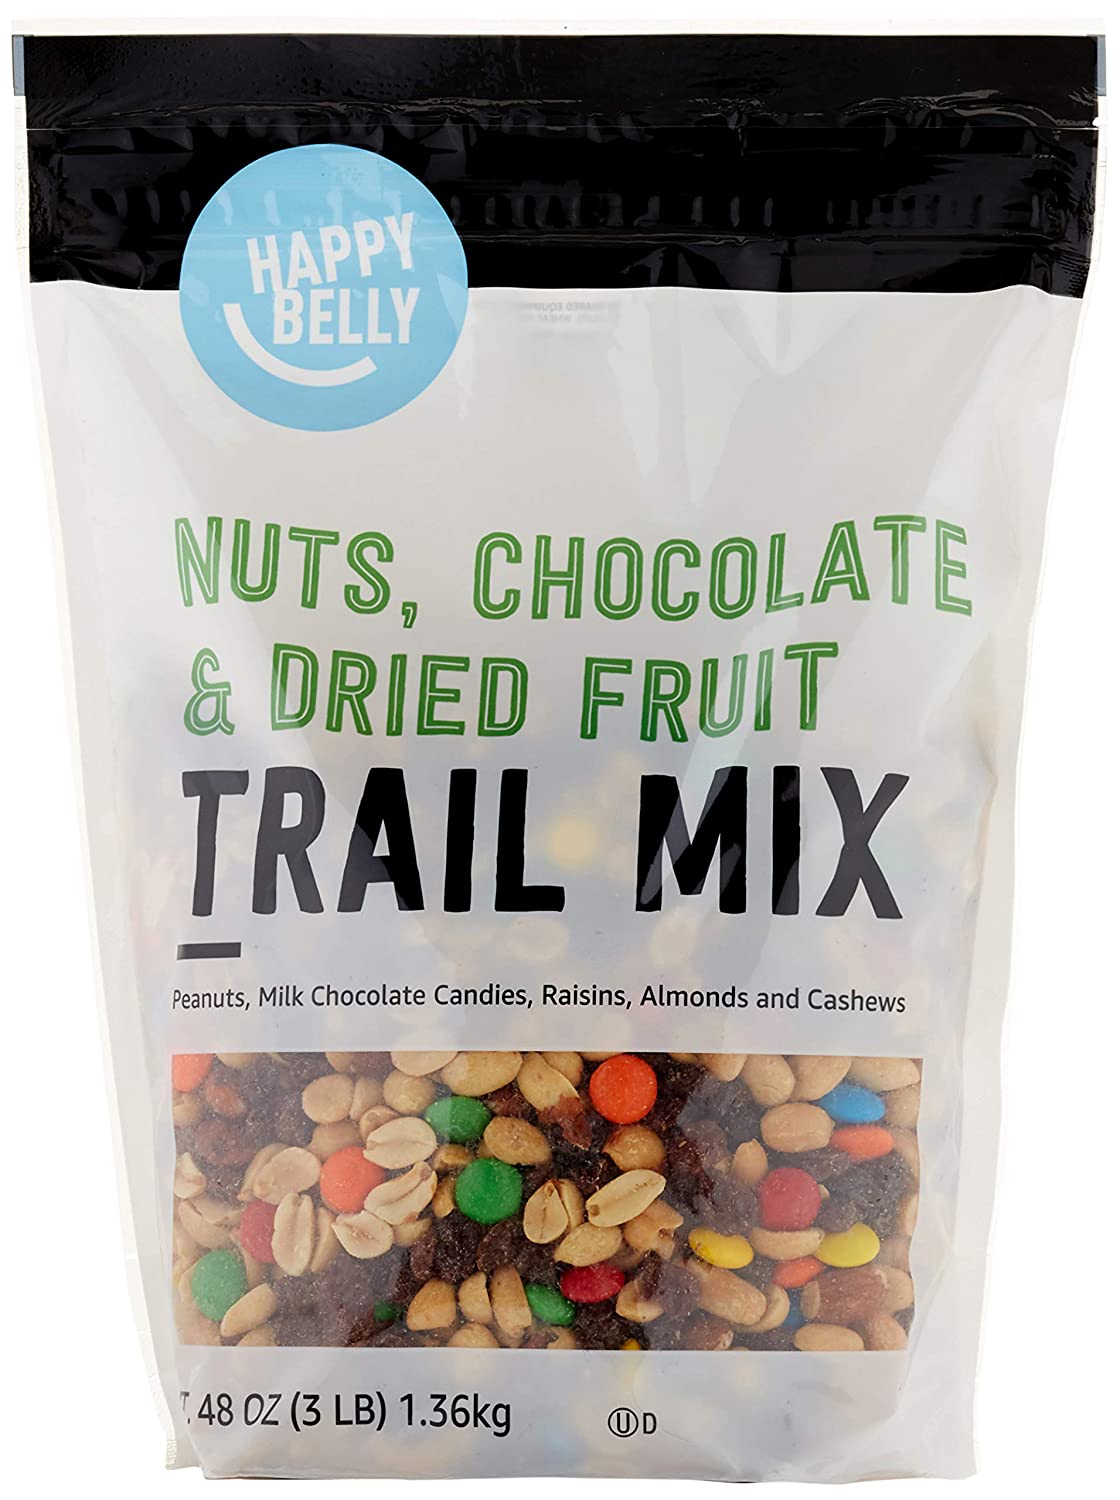 HAPPY
BELLY
NUTS, CHOCOLATE
& DRIED FRUIT
TRAIL MIX
Peanuts, Milk Chocolate Candies, Raisins, Almonds and Cashews
T. 48 OZ (3 LB) 1.36kg
Ⓤ D